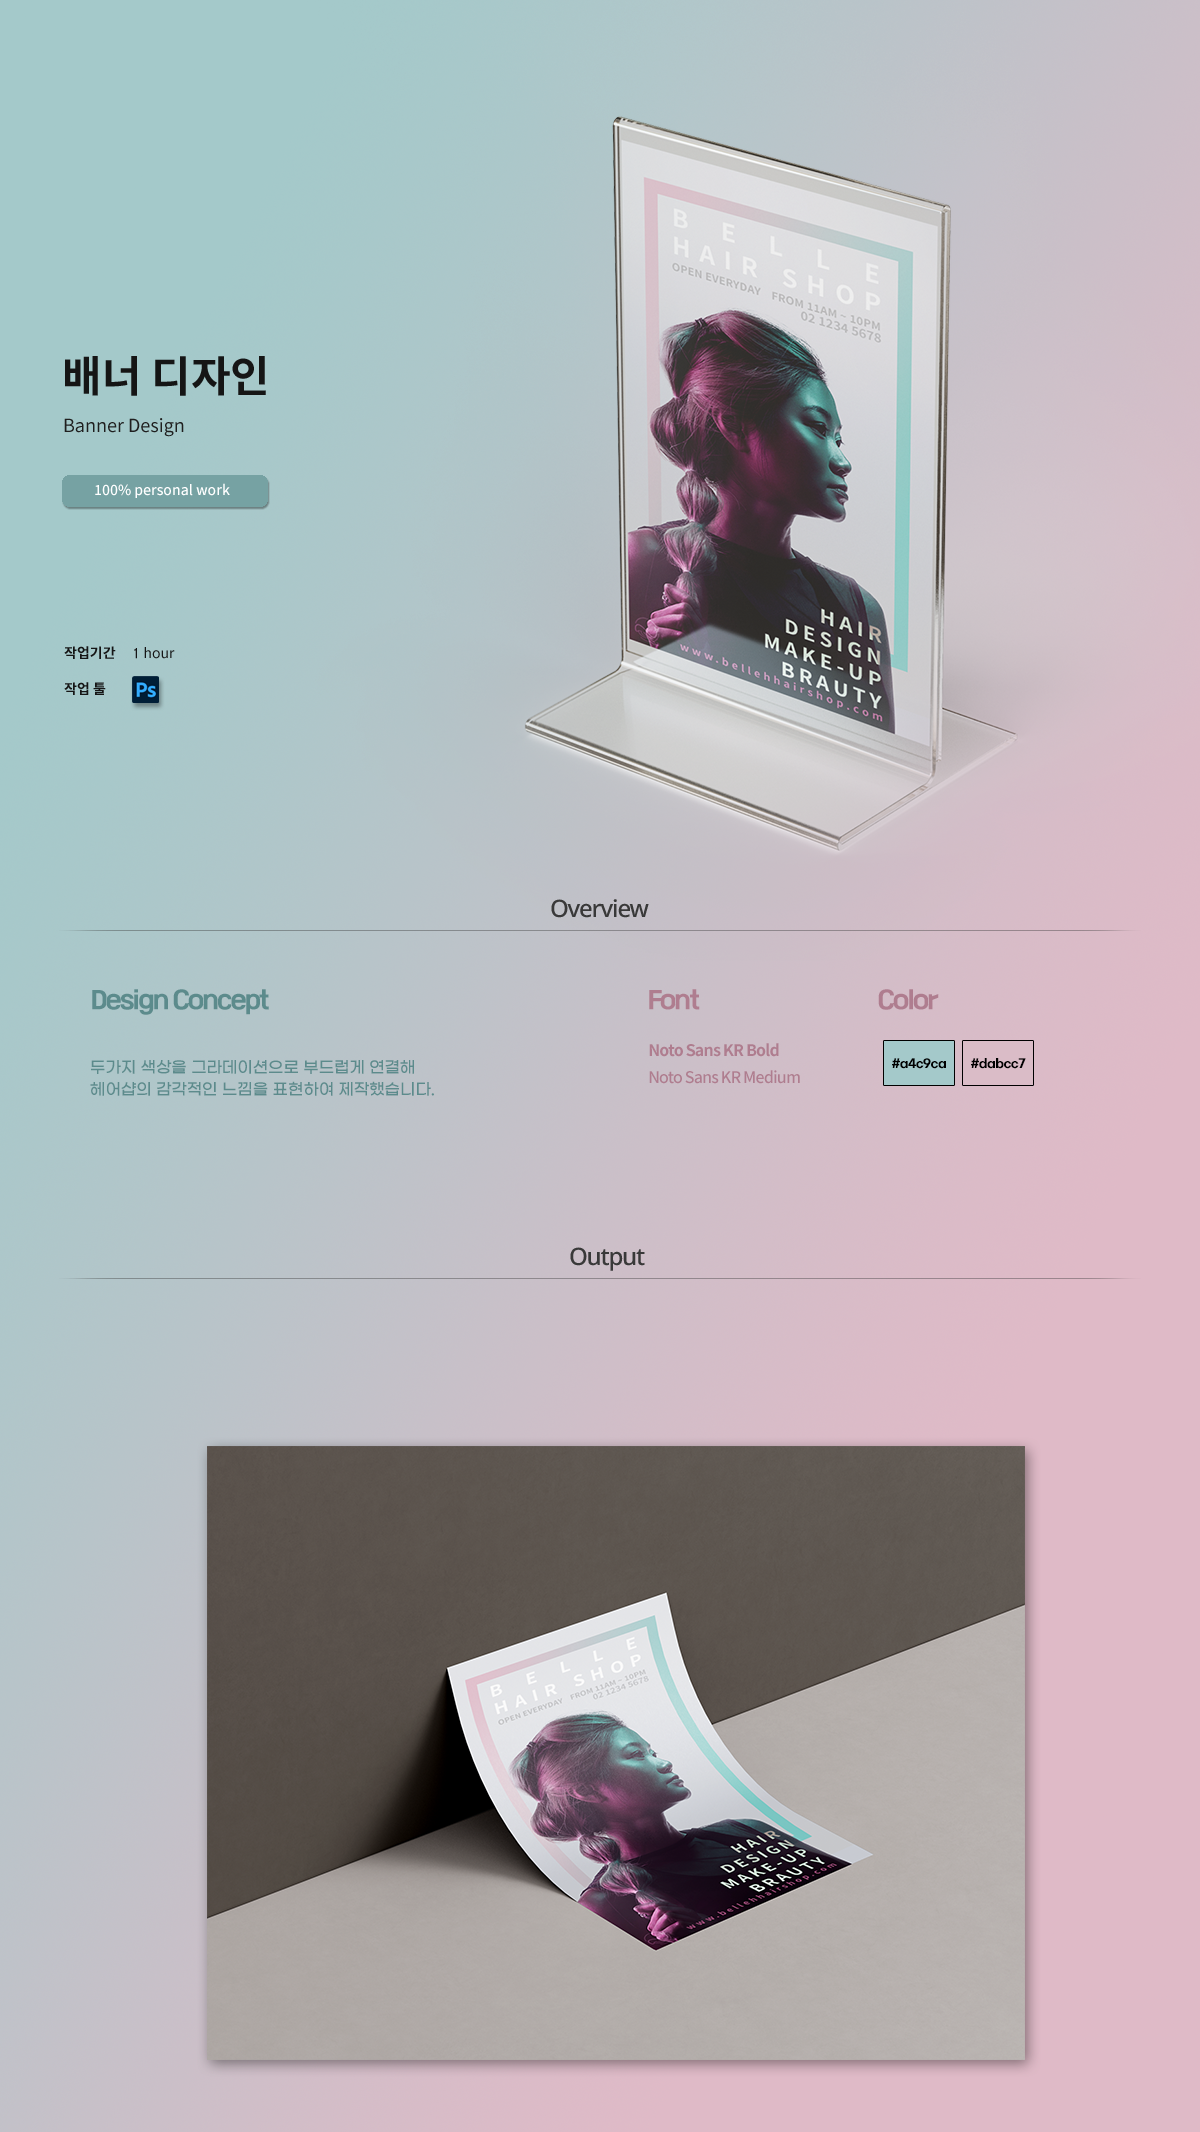 배너 디자인
Banner Design
100% personal work
작업기간 1 hour
작업 툴 Ps
BELLE
HAIR SHOP
OPEN EVERYDAY FROM 11AM ~ 10PM
02 1234 5678
HAIR
DESIGN
MAKE-UP
BRAUTY
www.bellehhairshop.com
Overview
Design Concept
두가지 색상을 그라데이션으로 부드럽게 연결해
헤어샵의 감각적인 느낌을 표현하여 제작했습니다.
Font
Noto Sans KR Bold
Noto Sans KR Medium
Color
#a4c9ca #dabcc7
Output
BELLE
HAIR SHOP
OPEN EVERYDAY FROM 11AM ~ 10PM
02 1234 5678
HAIR
DESIGN
MAKE-UP
BRAUTY
www.bellehhairshop.com